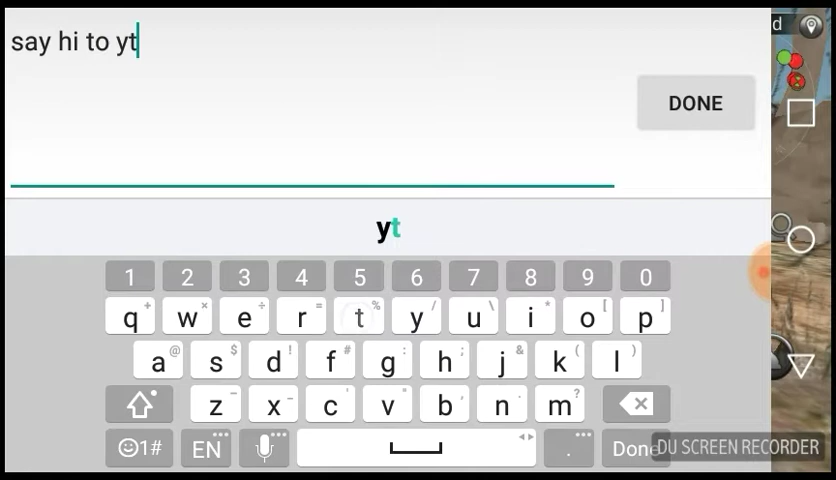 say hi to yt
d
DONE
yt
1 2 3 4 5 6 7 8 9 0
q + w × e ÷ r = t % y / u \ i * o [ p ]
a @ s $ d ! f # g : h ; j & k ( l )
z - x _ c ' v " b , n . m ?
☺1# EN ... ... . ... Done
DU SCREEN RECORDER